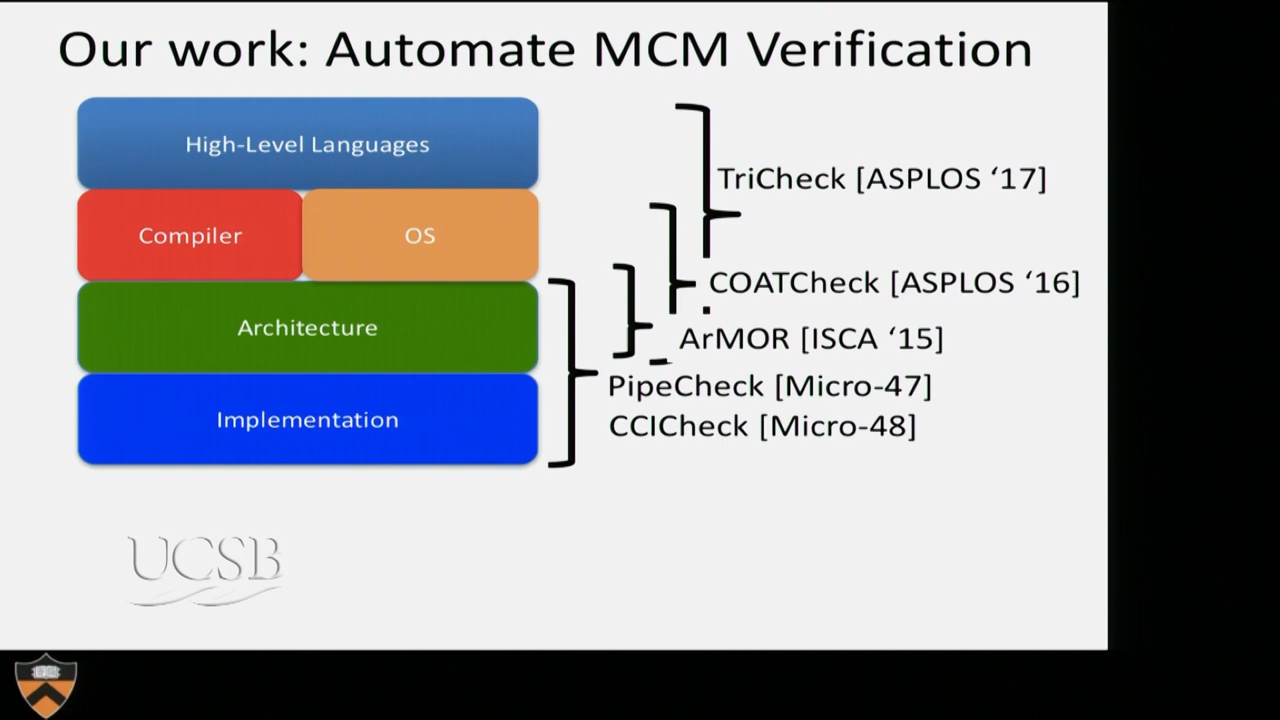 Our work: Automate MCM Verification
High-Level Languages
Compiler
OS
Architecture
Implementation
TriCheck [ASPLOS ‘17]
COATCheck [ASPLOS ‘16]
ArMOR [ISCA ‘15]
PipeCheck [Micro-47]
CCICheck [Micro-48]
UCSB